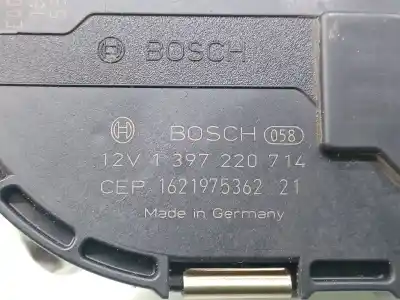 BOSCH
BOSCH 058
12V 1 397 220 714
CEP. 1621975362 21
Made in Germany